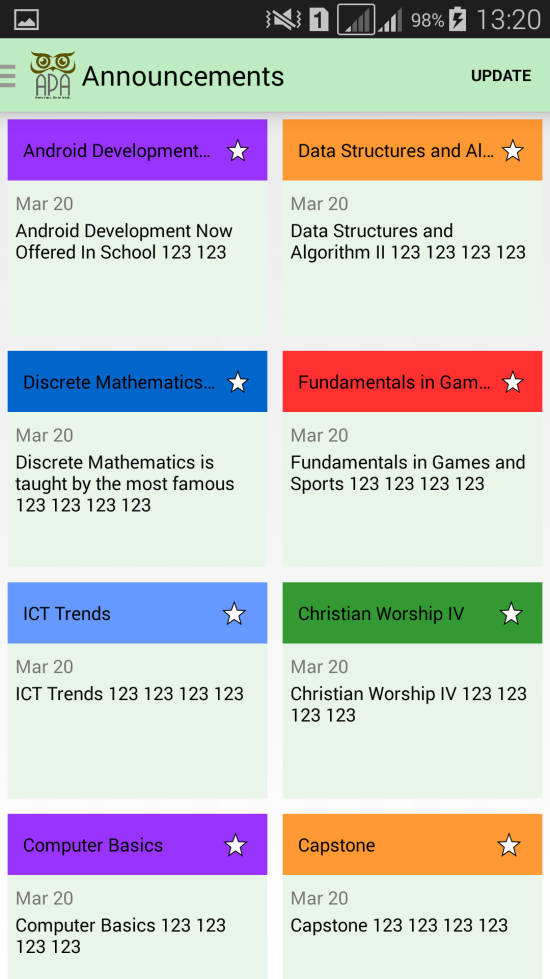 1 98% 13:20
APA Announcements UPDATE
Android Development...
Mar 20
Android Development Now
Offered In School 123 123
Data Structures and Al...
Mar 20
Data Structures and
Algorithm II 123 123 123 123
Discrete Mathematics...
Mar 20
Discrete Mathematics is
taught by the most famous
123 123 123 123
Fundamentals in Gam...
Mar 20
Fundamentals in Games and
Sports 123 123 123 123
ICT Trends
Mar 20
ICT Trends 123 123 123 123
Christian Worship IV
Mar 20
Christian Worship IV 123 123
123 123
Computer Basics
Mar 20
Computer Basics 123 123
123 123
Capstone
Mar 20
Capstone 123 123 123 123